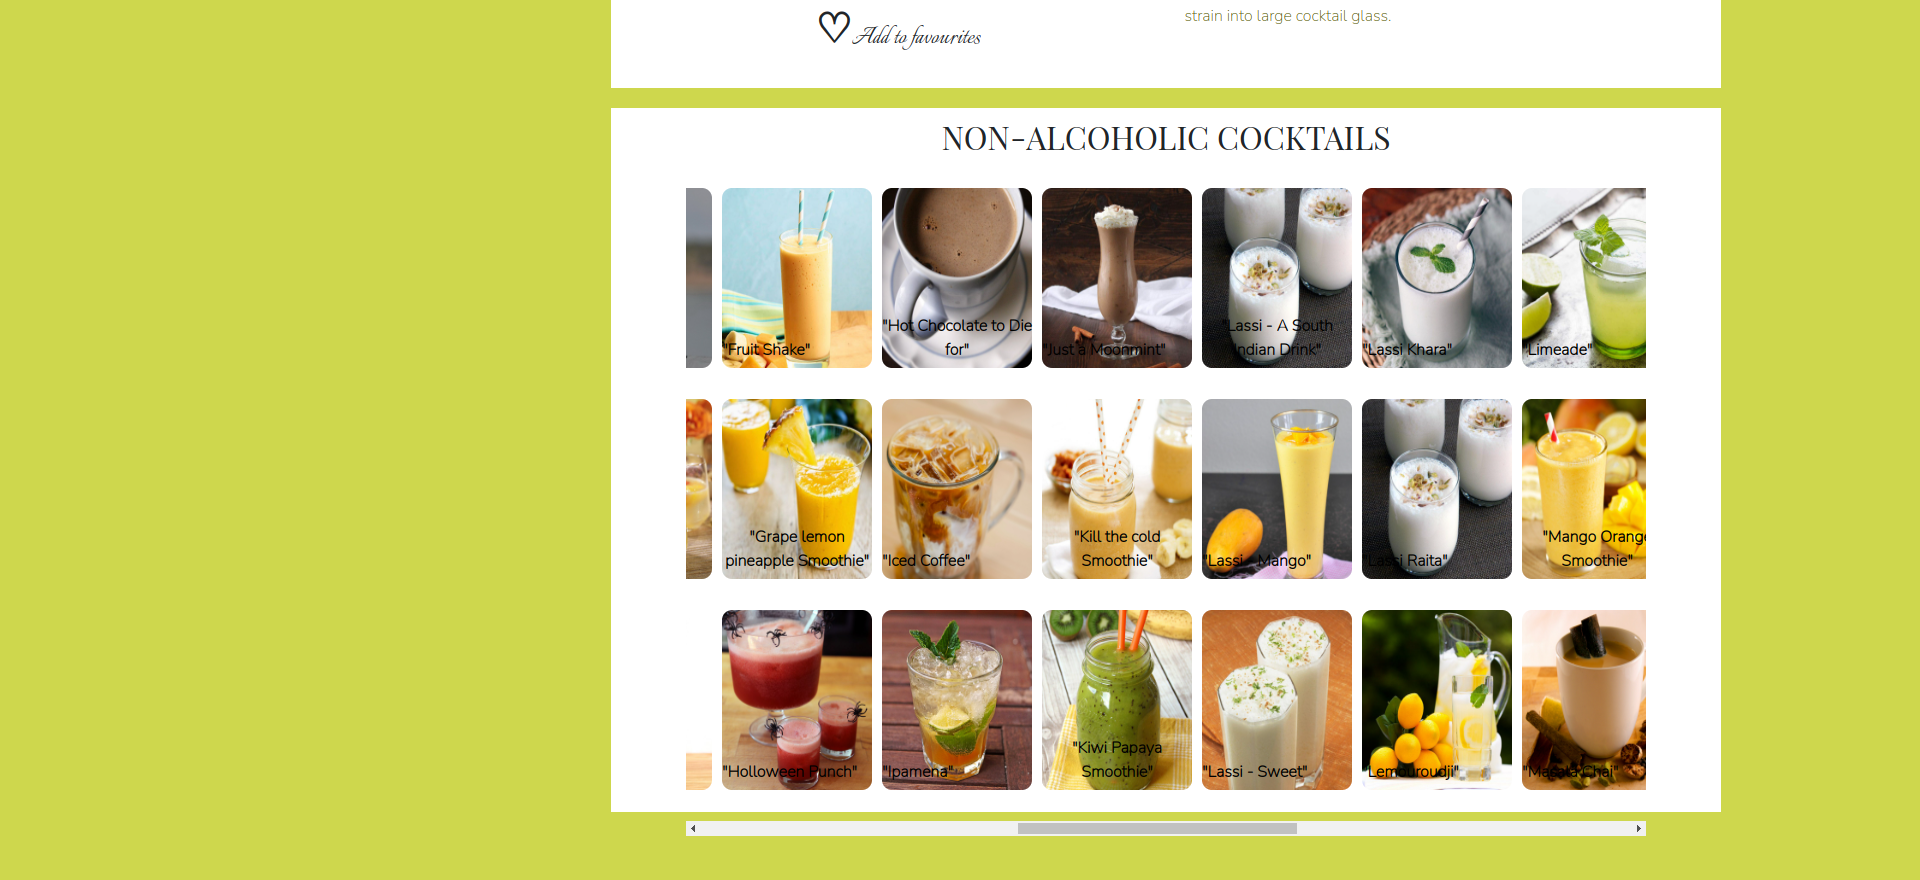 strain into large cocktail glass.
Add to favourites
NON-ALCOHOLIC COCKTAILS
"Fruit Shake"
"Hot Chocolate to Die
for"
"Just a Moonmint"
"Lassi - A South
Indian Drink"
"Lassi Khara"
"Limeade"
"Grape lemon
pineapple Smoothie"
"Iced Coffee"
"Kill the cold
Smoothie"
"Lassi - Mango"
"Lassi Raita"
"Mango Orange
Smoothie"
"Holloween Punch"
"Ipamena"
"Kiwi Papaya
Smoothie"
"Lassi - Sweet"
"Lemouroudji"
"Masala Chai"